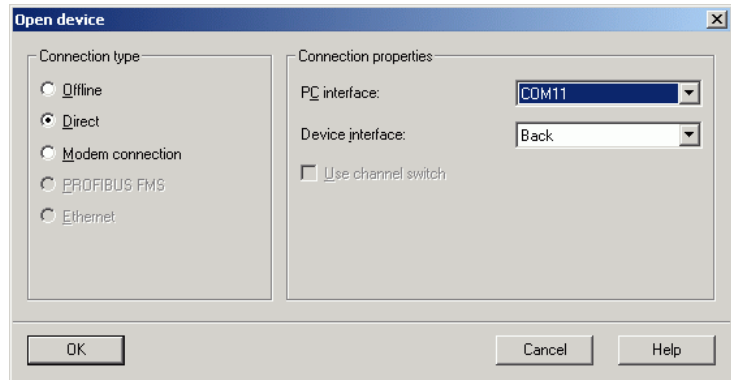 Open device
Connection type
Offline
Direct
Modem connection
PROFIBUS FMS
Ethernet
Connection properties
PC interface:
COM11
Device interface:
Back
Use channel switch
OK
Cancel
Help